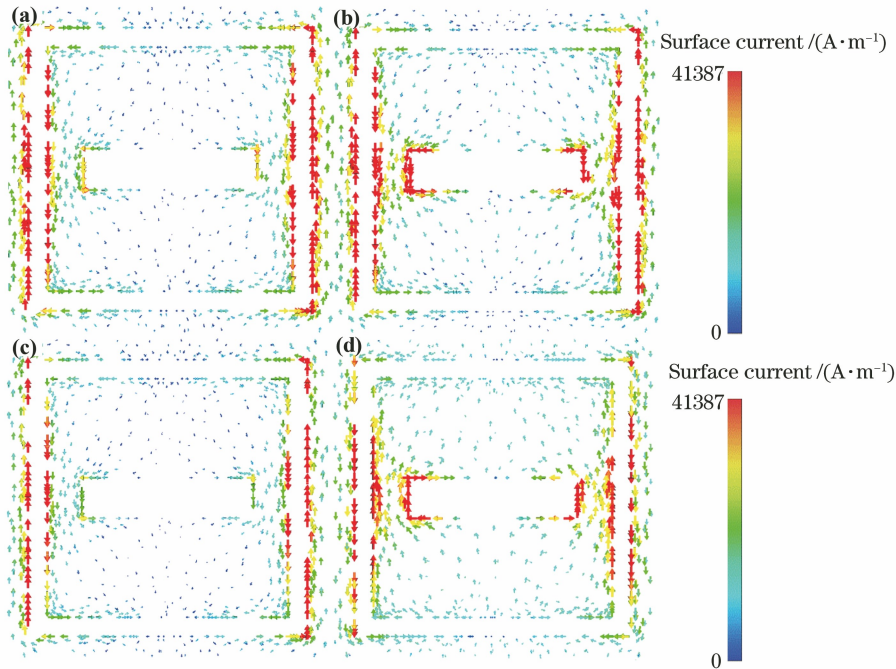 (a)
(b)
Surface current /(A·m⁻¹)
41387
0
(c)
(d)
Surface current /(A·m⁻¹)
41387
0